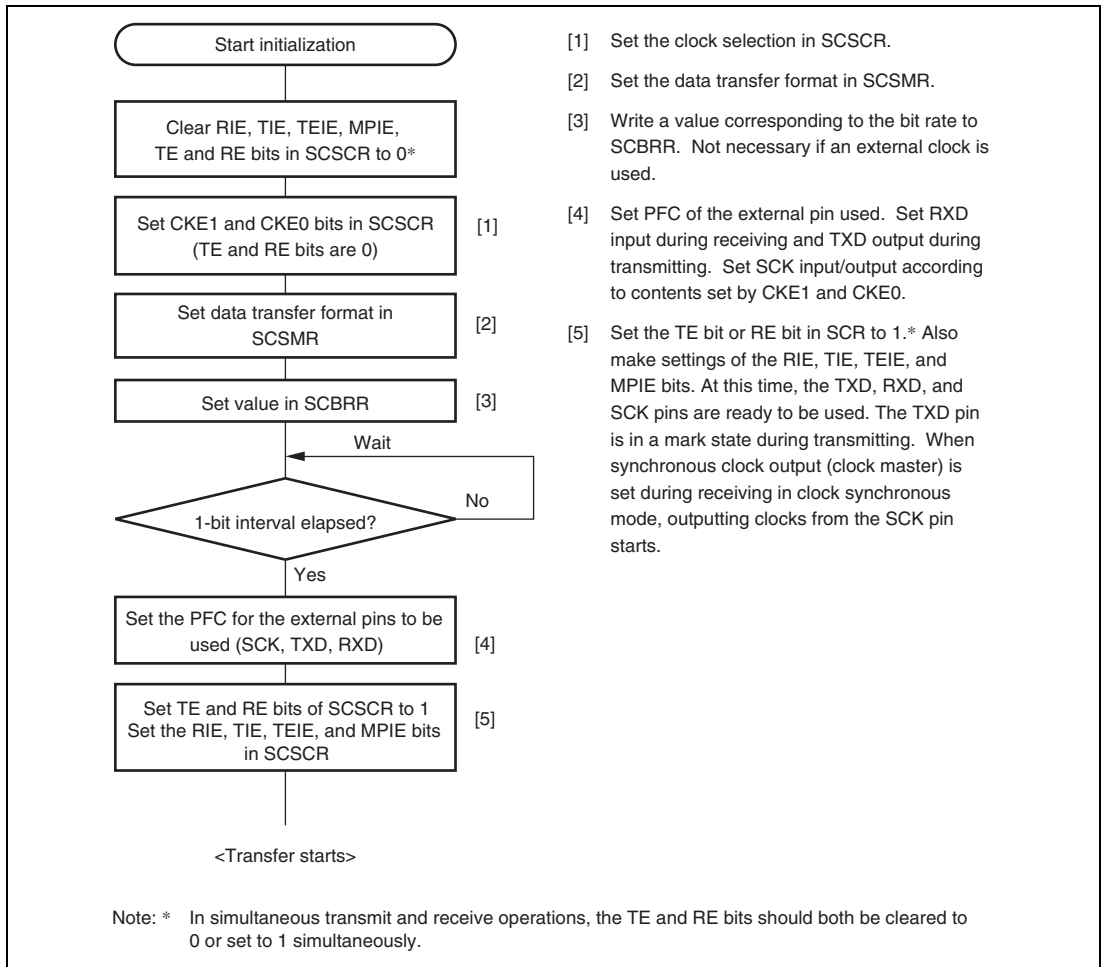 Start initialization
Clear RIE, TIE, TEIE, MPIE,
TE and RE bits in SCSCR to 0*
Set CKE1 and CKE0 bits in SCSCR
(TE and RE bits are 0)
[1]
Set data transfer format in
SCSMR
[2]
Set value in SCBRR
[3]
Wait
No
1-bit interval elapsed?
Yes
Set the PFC for the external pins to be
used (SCK, TXD, RXD)
[4]
Set TE and RE bits of SCSCR to 1
Set the RIE, TIE, TEIE, and MPIE bits
in SCSCR
[5]
<Transfer starts>
[1] Set the clock selection in SCSCR.
[2] Set the data transfer format in SCSMR.
[3] Write a value corresponding to the bit rate to
SCBRR. Not necessary if an external clock is
used.
[4] Set PFC of the external pin used. Set RXD
input during receiving and TXD output during
transmitting. Set SCK input/output according
to contents set by CKE1 and CKE0.
[5] Set the TE bit or RE bit in SCR to 1.* Also
make settings of the RIE, TIE, TEIE, and
MPIE bits. At this time, the TXD, RXD, and
SCK pins are ready to be used. The TXD pin
is in a mark state during transmitting. When
synchronous clock output (clock master) is
set during receiving in clock synchronous
mode, outputting clocks from the SCK pin
starts.
Note: * In simultaneous transmit and receive operations, the TE and RE bits should both be cleared to
0 or set to 1 simultaneously.